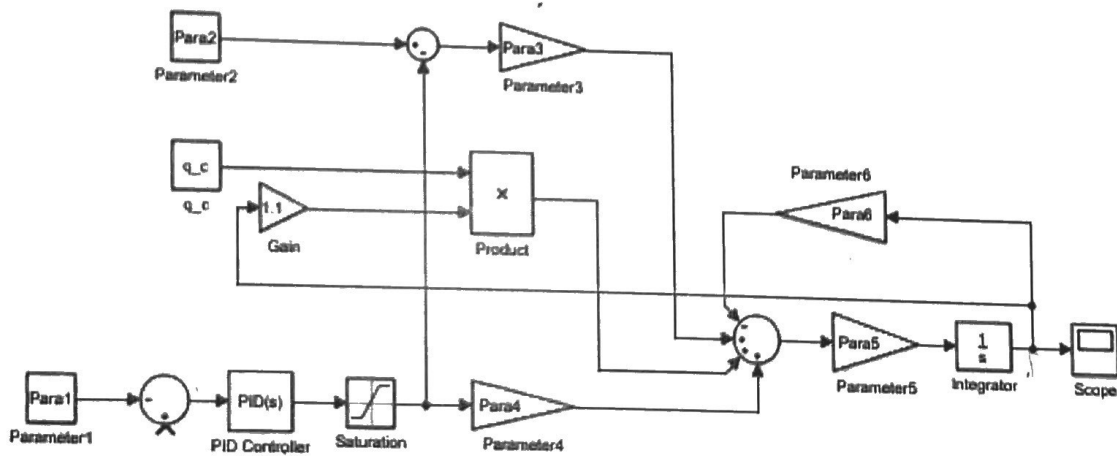 Para2
Parameter2
Para3
Parameter3
q_c
q_c
1.1
Gain
×
Product
Parameter6
Para6
Para5
Parameter5
1
s
Integrator
Scope
Para1
Parameter1
PID(s)
PID Controller
Saturation
Para4
Parameter4